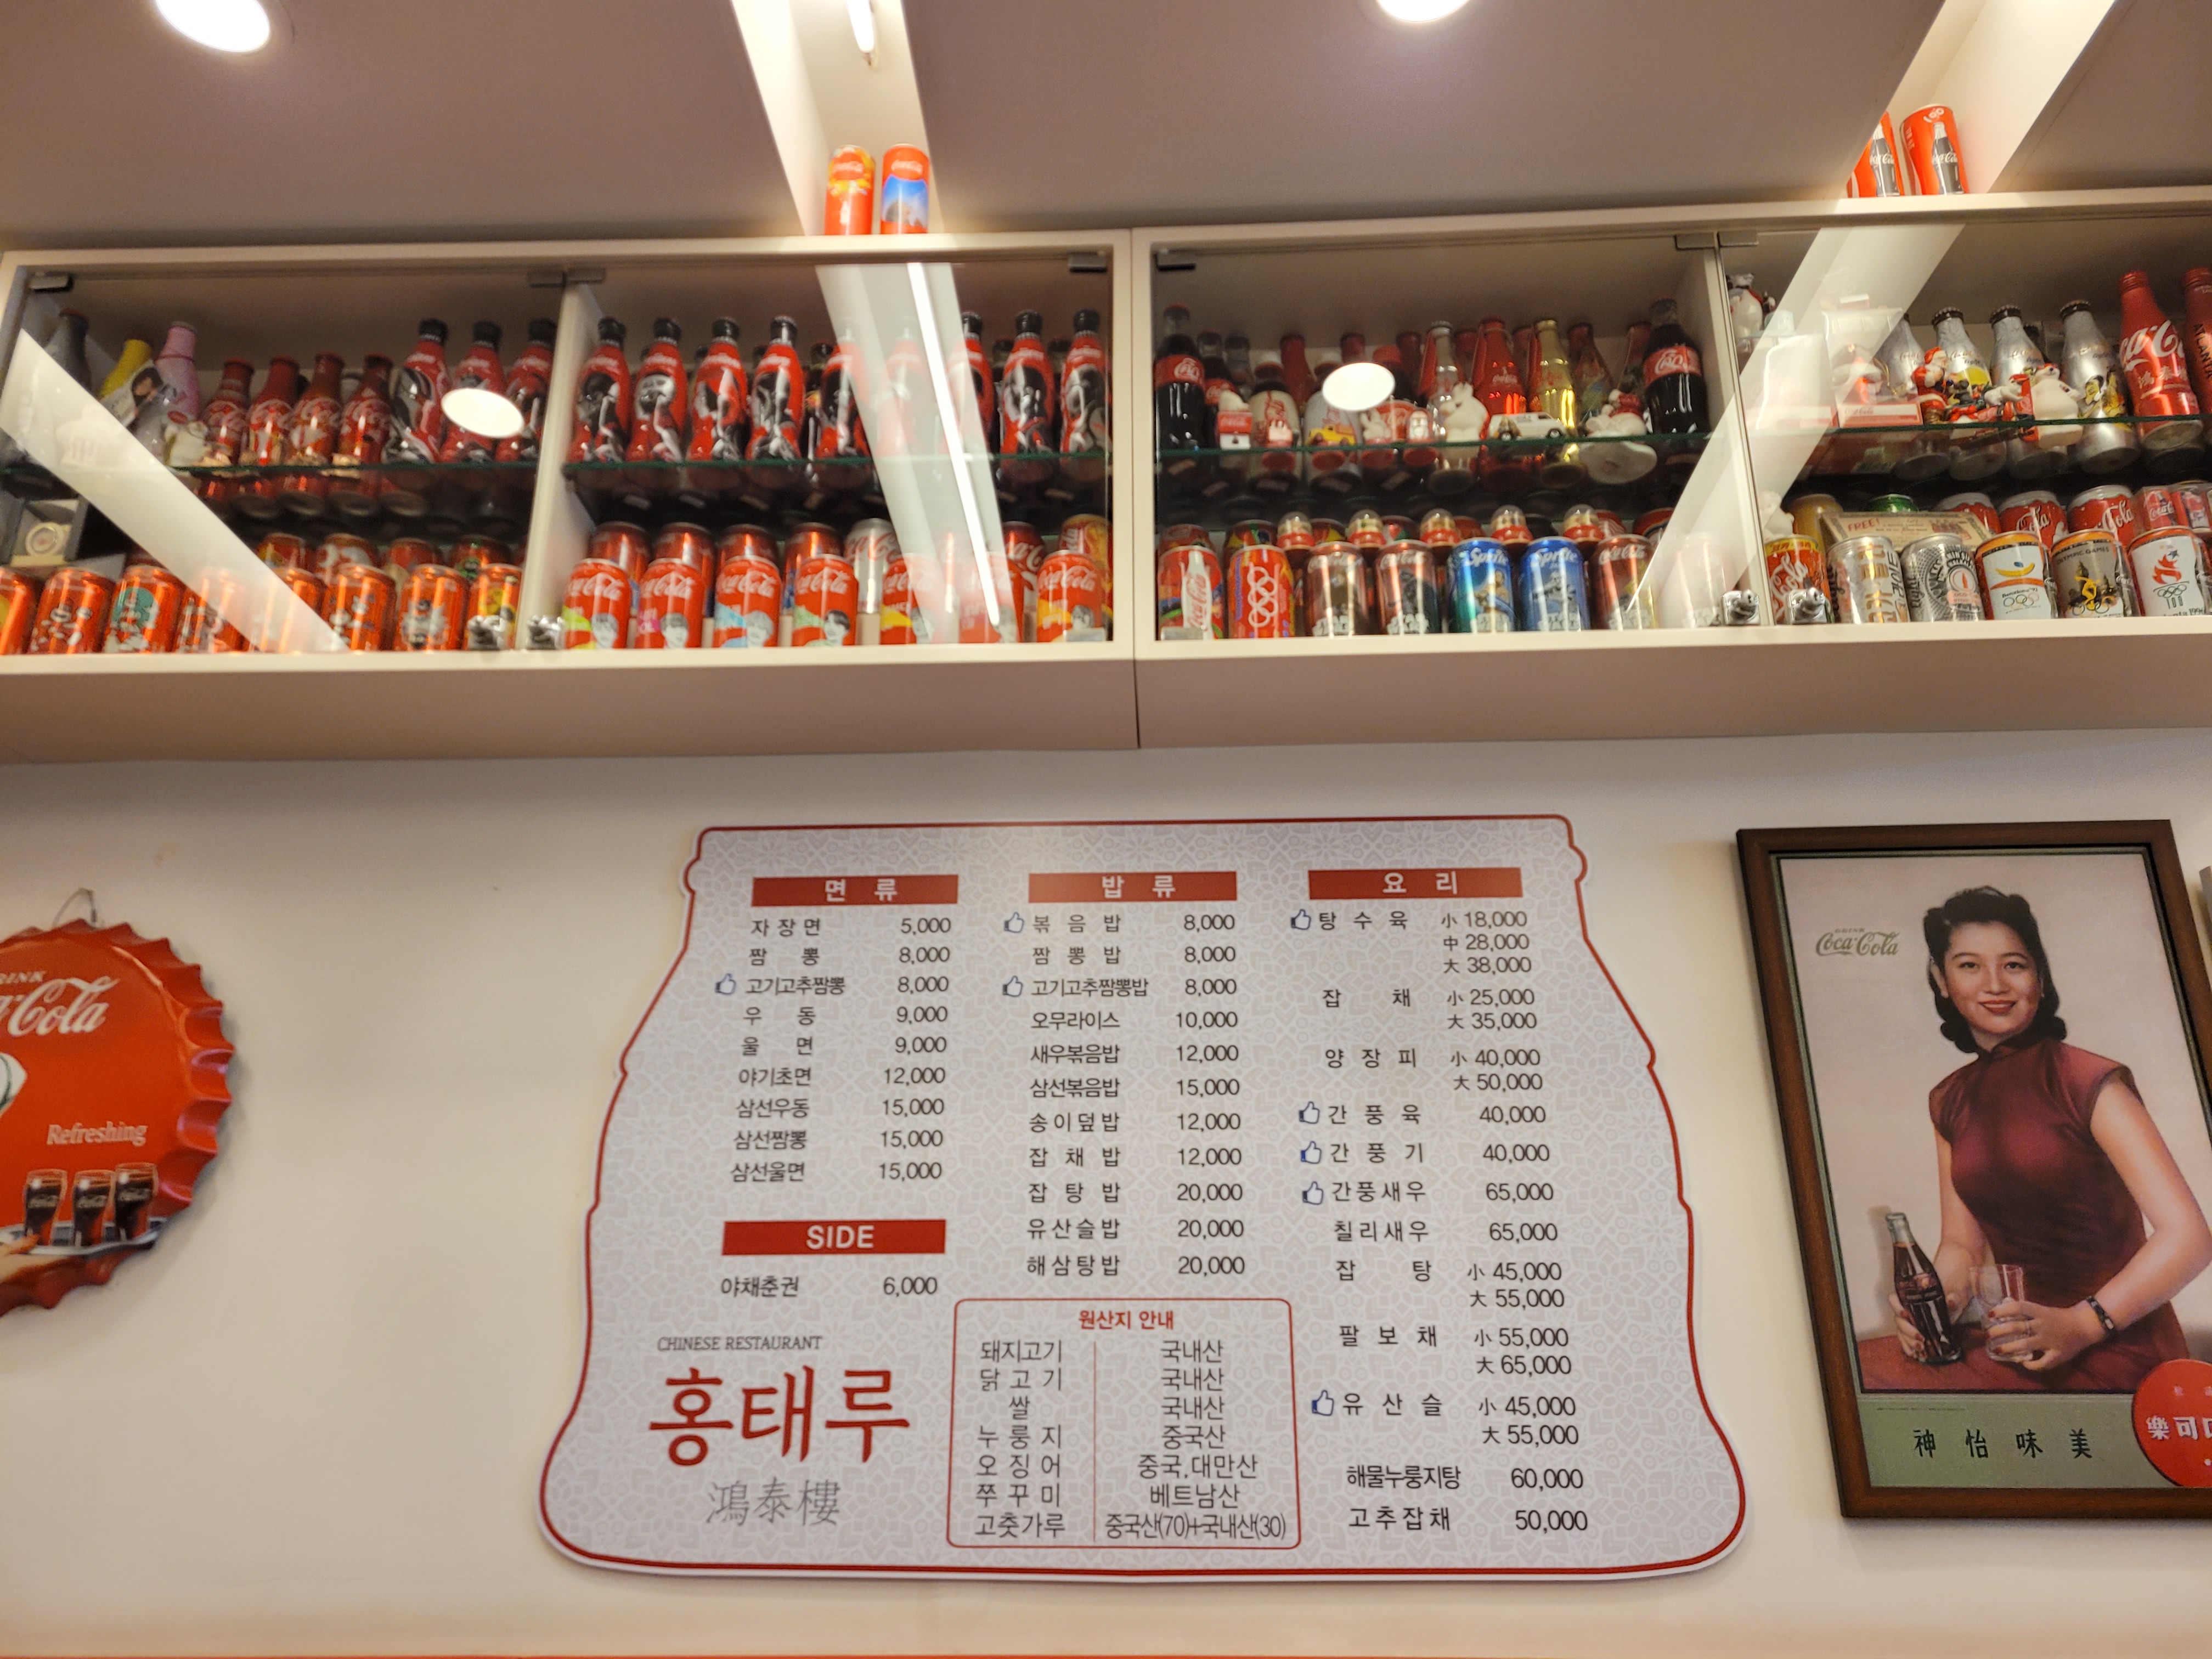 Coca-Cola
Sprite
Sprite
FREE!
면 류
자장면 5,000
짬 뽕 8,000
고기고추짬뽕 8,000
우 동 9,000
울 면 9,000
야기초면 12,000
삼선우동 15,000
삼선짬뽕 15,000
삼선울면 15,000
SIDE
야채춘권 6,000
CHINESE RESTAURANT
홍태루
鴻泰樓
밥 류
볶 음 밥 8,000
짬 뽕 밥 8,000
고기고추짬뽕밥 8,000
오무라이스 10,000
새우볶음밥 12,000
삼선볶음밥 15,000
송이덮밥 12,000
잡 채 밥 12,000
잡 탕 밥 20,000
유산슬밥 20,000
해삼탕밥 20,000
원산지 안내
돼지고기 국내산
닭 고 기 국내산
쌀 국내산
누 룽 지 중국산
오 징 어 중국,대만산
쭈 꾸 미 베트남산
고춧가루 중국산(70)+국내산(30)
요 리
탕 수 육 小 18,000
中 28,000
大 38,000
잡 채 小 25,000
大 35,000
양 장 피 小 40,000
大 50,000
간 풍 육 40,000
간 풍 기 40,000
간풍새우 65,000
칠리새우 65,000
잡 탕 小 45,000
大 55,000
팔 보 채 小 55,000
大 65,000
유 산 슬 小 45,000
大 55,000
해물누룽지탕 60,000
고추잡채 50,000
DRINK
Coca-Cola
Refreshing
Coca-Cola
神 怡 味 美
樂可口